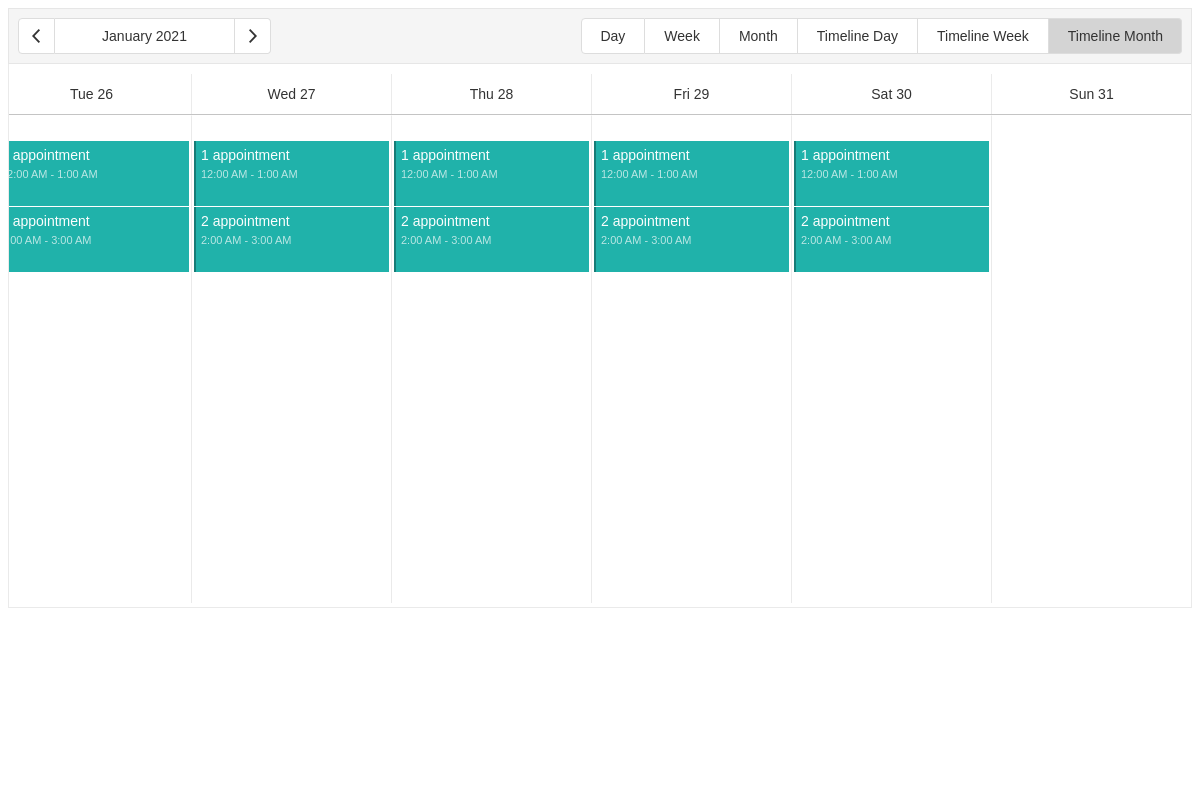 January 2021
Day Week Month Timeline Day Timeline Week Timeline Month
Tue 26 Wed 27 Thu 28 Fri 29 Sat 30 Sun 31
appointment 1 appointment 1 appointment 1 appointment 1 appointment
2:00 AM - 1:00 AM 12:00 AM - 1:00 AM 12:00 AM - 1:00 AM 12:00 AM - 1:00 AM 12:00 AM - 1:00 AM
appointment 2 appointment 2 appointment 2 appointment 2 appointment
00 AM - 3:00 AM 2:00 AM - 3:00 AM 2:00 AM - 3:00 AM 2:00 AM - 3:00 AM 2:00 AM - 3:00 AM